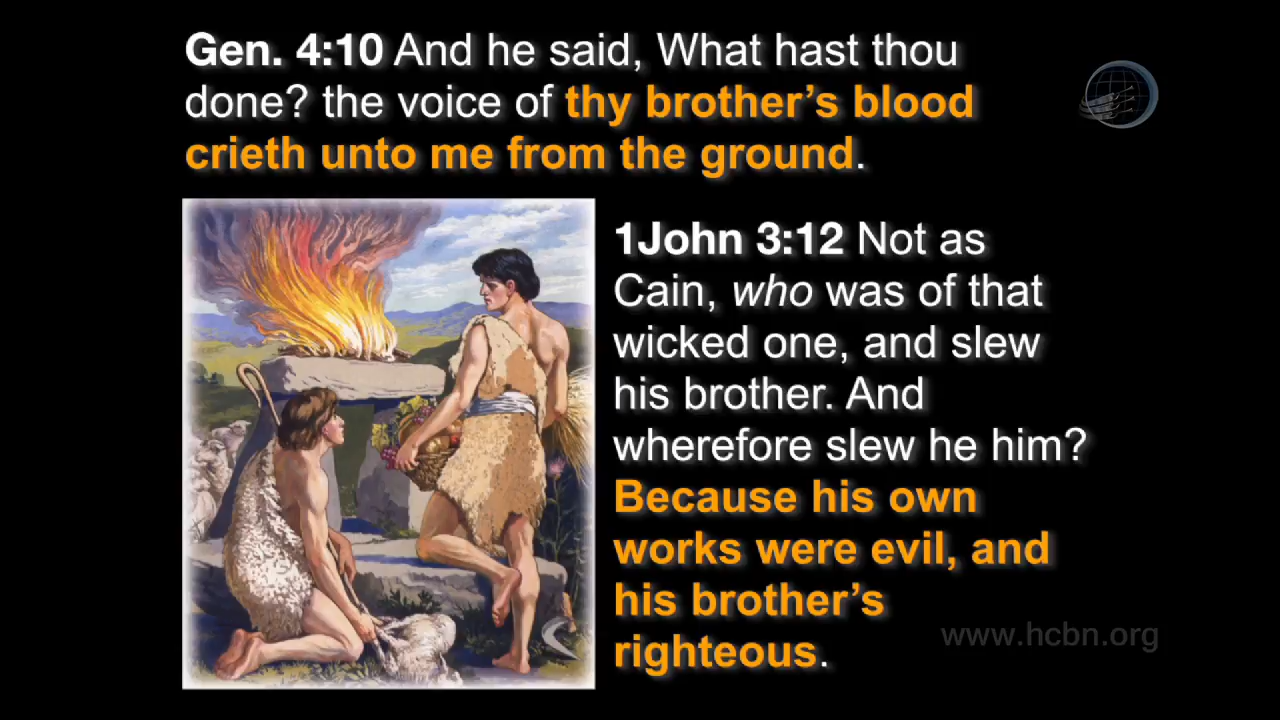 Gen. 4:10 And he said, What hast thou
done? the voice of thy brother’s blood
crieth unto me from the ground.
1John 3:12 Not as
Cain, who was of that
wicked one, and slew
his brother. And
wherefore slew he him?
Because his own
works were evil, and
his brother’s
righteous.
www.hcbn.org